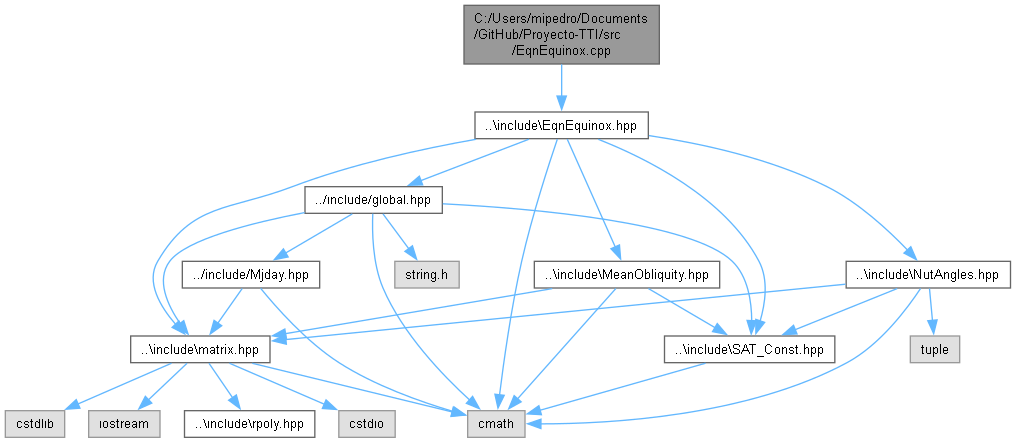 C:/Users/mipedro/Documents
/GitHub/Proyecto-TTI/src
/EqnEquinox.cpp
..\include\EqnEquinox.hpp
../include/global.hpp
../include/Mjday.hpp
string.h
..\include\MeanObliquity.hpp
..\include\NutAngles.hpp
..\include\matrix.hpp
..\include\SAT_Const.hpp
tuple
cstdlib
iostream
..\include\rpoly.hpp
cstdio
cmath